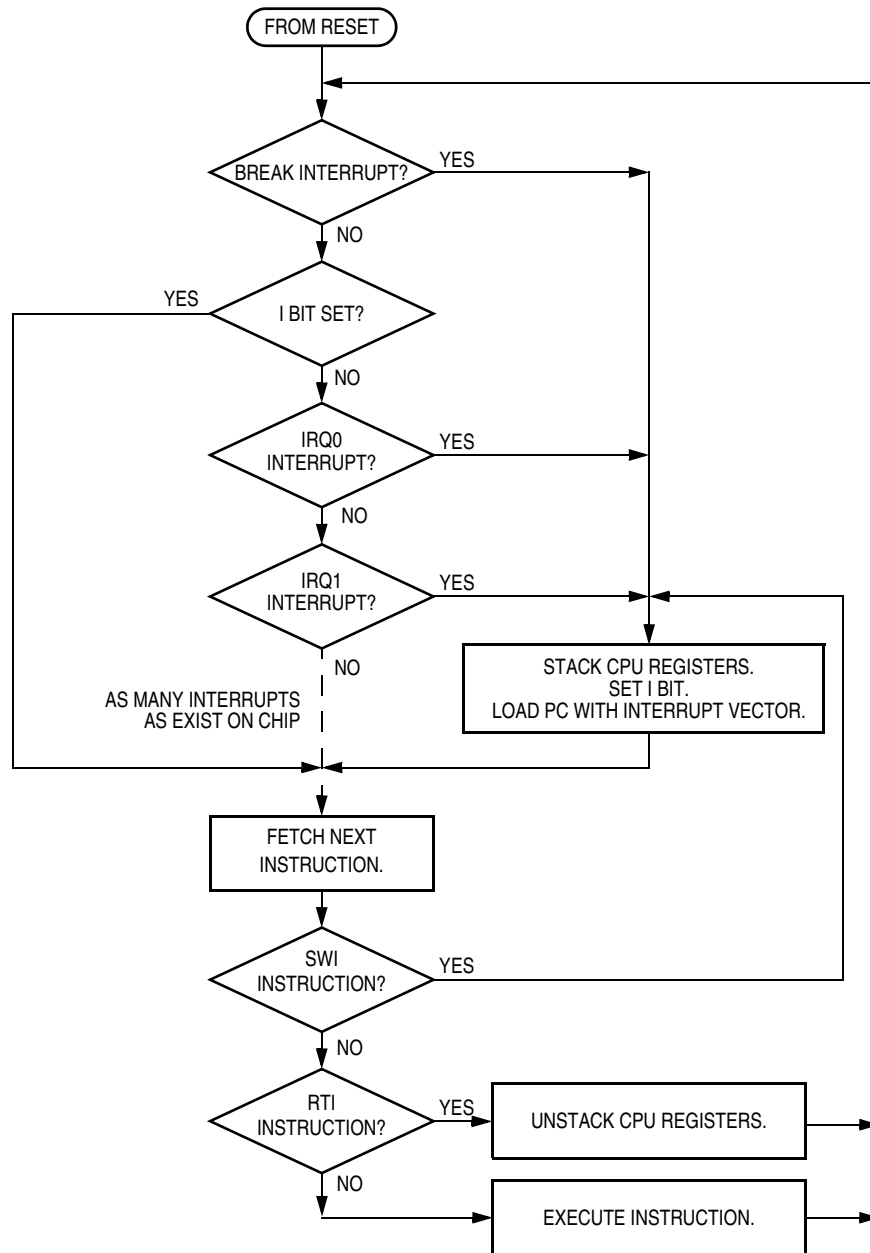 FROM RESET
BREAK INTERRUPT?
YES
NO
YES
I BIT SET?
NO
IRQ0
INTERRUPT?
YES
NO
IRQ1
INTERRUPT?
YES
NO
AS MANY INTERRUPTS
AS EXIST ON CHIP
STACK CPU REGISTERS.
SET I BIT.
LOAD PC WITH INTERRUPT VECTOR.
FETCH NEXT
INSTRUCTION.
SWI
INSTRUCTION?
YES
NO
RTI
INSTRUCTION?
YES
UNSTACK CPU REGISTERS.
NO
EXECUTE INSTRUCTION.